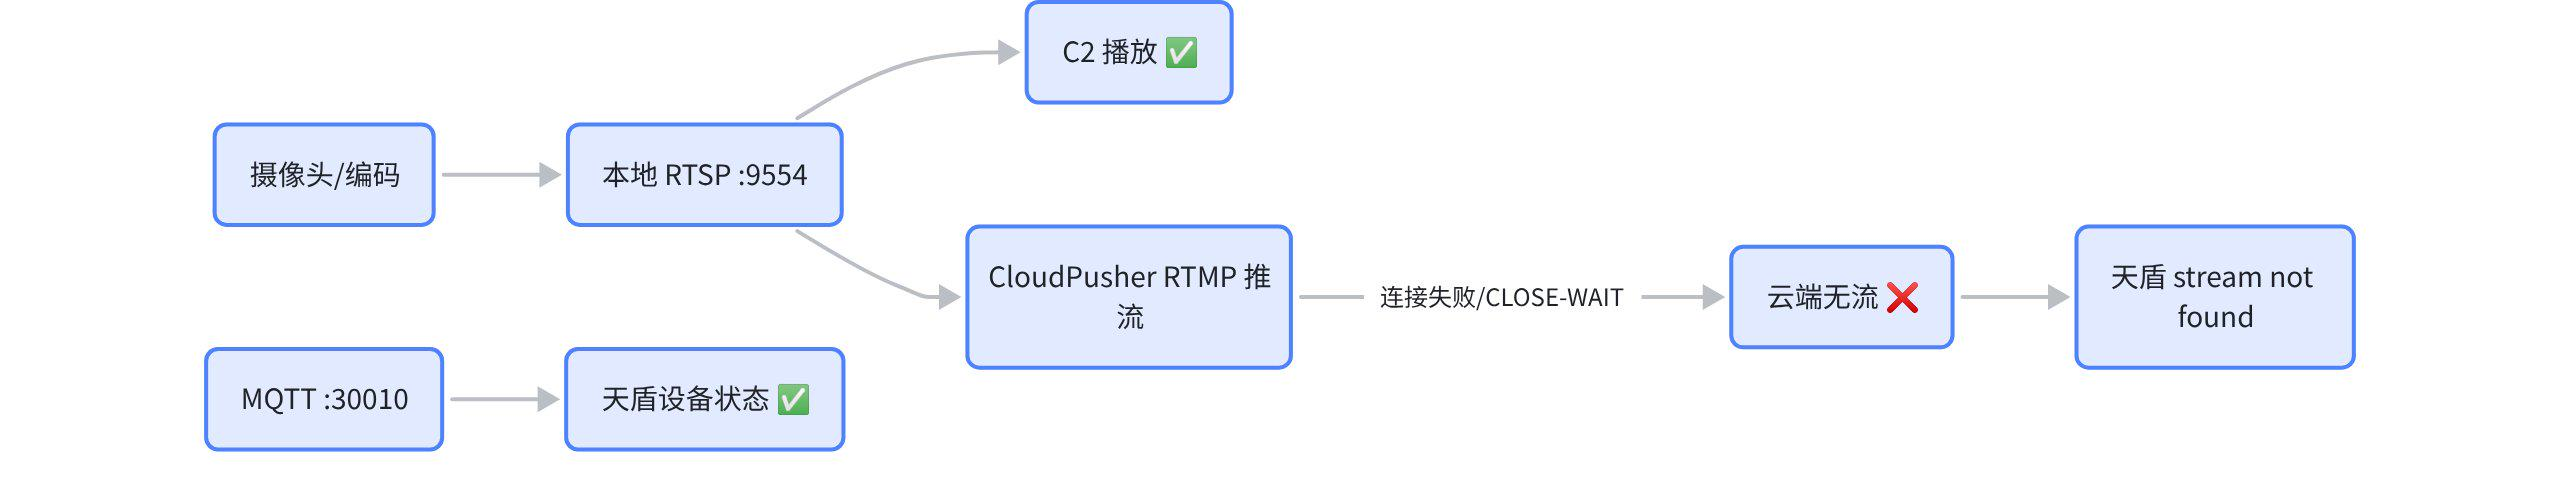 C2 播放 ✅
摄像头/编码
本地 RTSP :9554
CloudPusher RTMP 推
流
连接失败/CLOSE-WAIT
云端无流 ❌
天盾 stream not
found
MQTT :30010
天盾设备状态 ✅